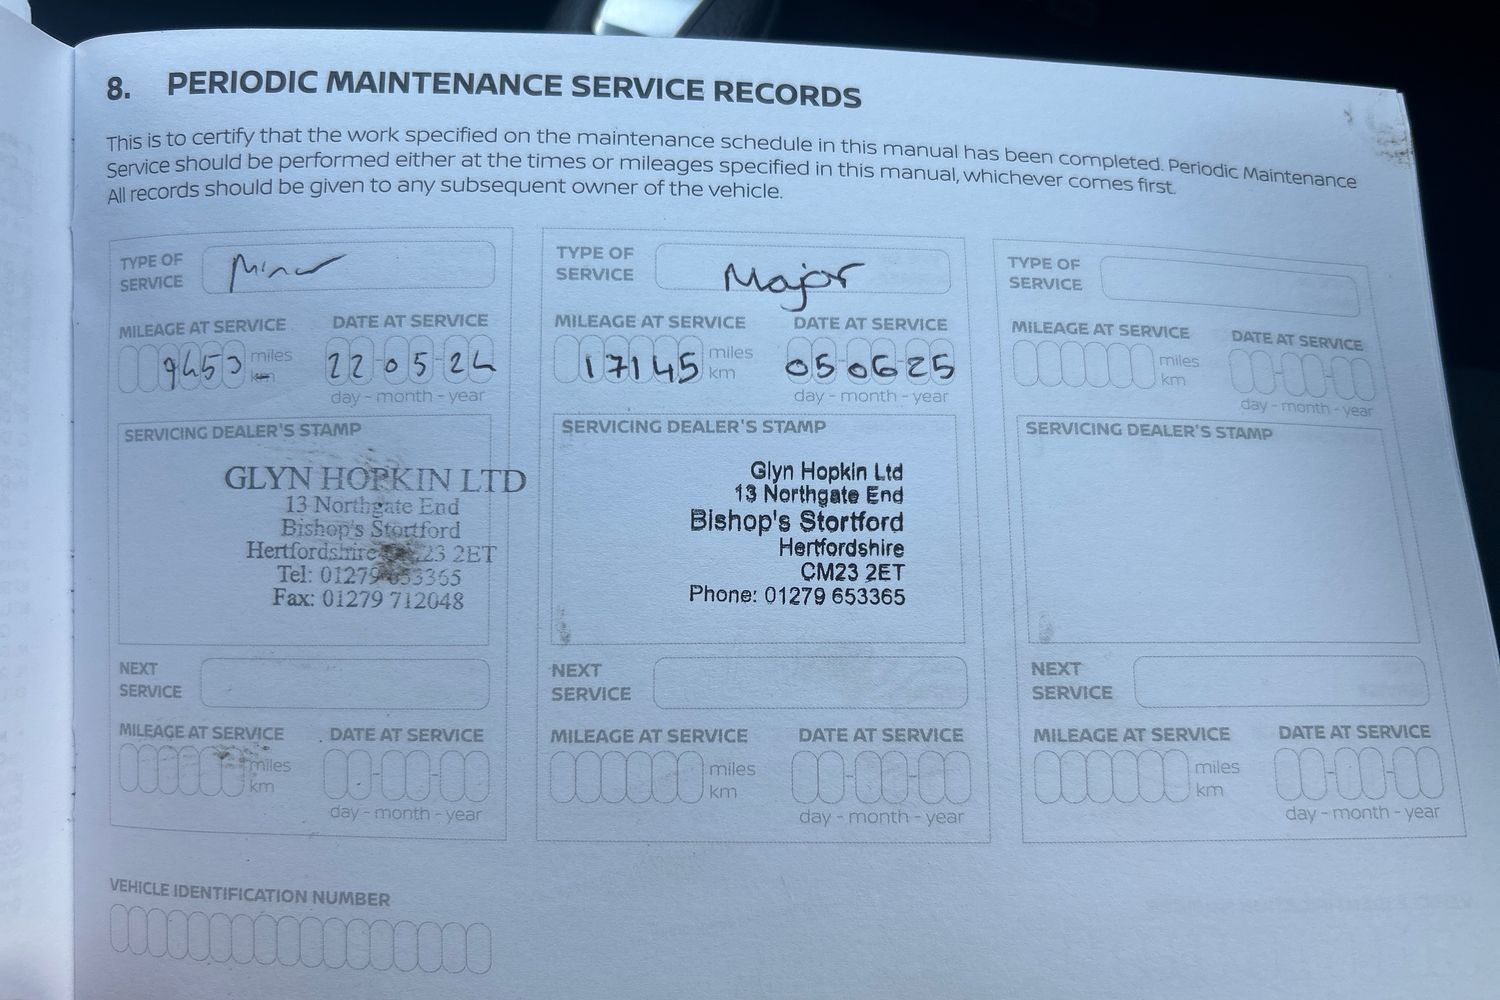 8. PERIODIC MAINTENANCE SERVICE RECORDS
This is to certify that the work specified on the maintenance schedule in this manual has been completed. Periodic Maintenance
Service should be performed either at the times or mileages specified in this manual, whichever comes first.
All records should be given to any subsequent owner of the vehicle.
TYPE OF
SERVICE
Minor
MILEAGE AT SERVICE
DATE AT SERVICE
9453 miles
km
22-05-24
day - month - year
SERVICING DEALER'S STAMP
GLYN HOPKIN LTD
13 Northgate End
Bishop's Stortford
Hertfordshire 23 2ET
Tel: 01279 653365
Fax: 01279 712048
NEXT
SERVICE
MILEAGE AT SERVICE
DATE AT SERVICE
miles
km
day - month - year
TYPE OF
SERVICE
Major
MILEAGE AT SERVICE
DATE AT SERVICE
17145 miles
km
05-06-25
day - month - year
SERVICING DEALER'S STAMP
Glyn Hopkin Ltd
13 Northgate End
Bishop's Stortford
Hertfordshire
CM23 2ET
Phone: 01279 653365
NEXT
SERVICE
MILEAGE AT SERVICE
DATE AT SERVICE
miles
km
day - month - year
TYPE OF
SERVICE
MILEAGE AT SERVICE
DATE AT SERVICE
miles
km
day - month - year
SERVICING DEALER'S STAMP
NEXT
SERVICE
MILEAGE AT SERVICE
DATE AT SERVICE
miles
km
day - month - year
VEHICLE IDENTIFICATION NUMBER